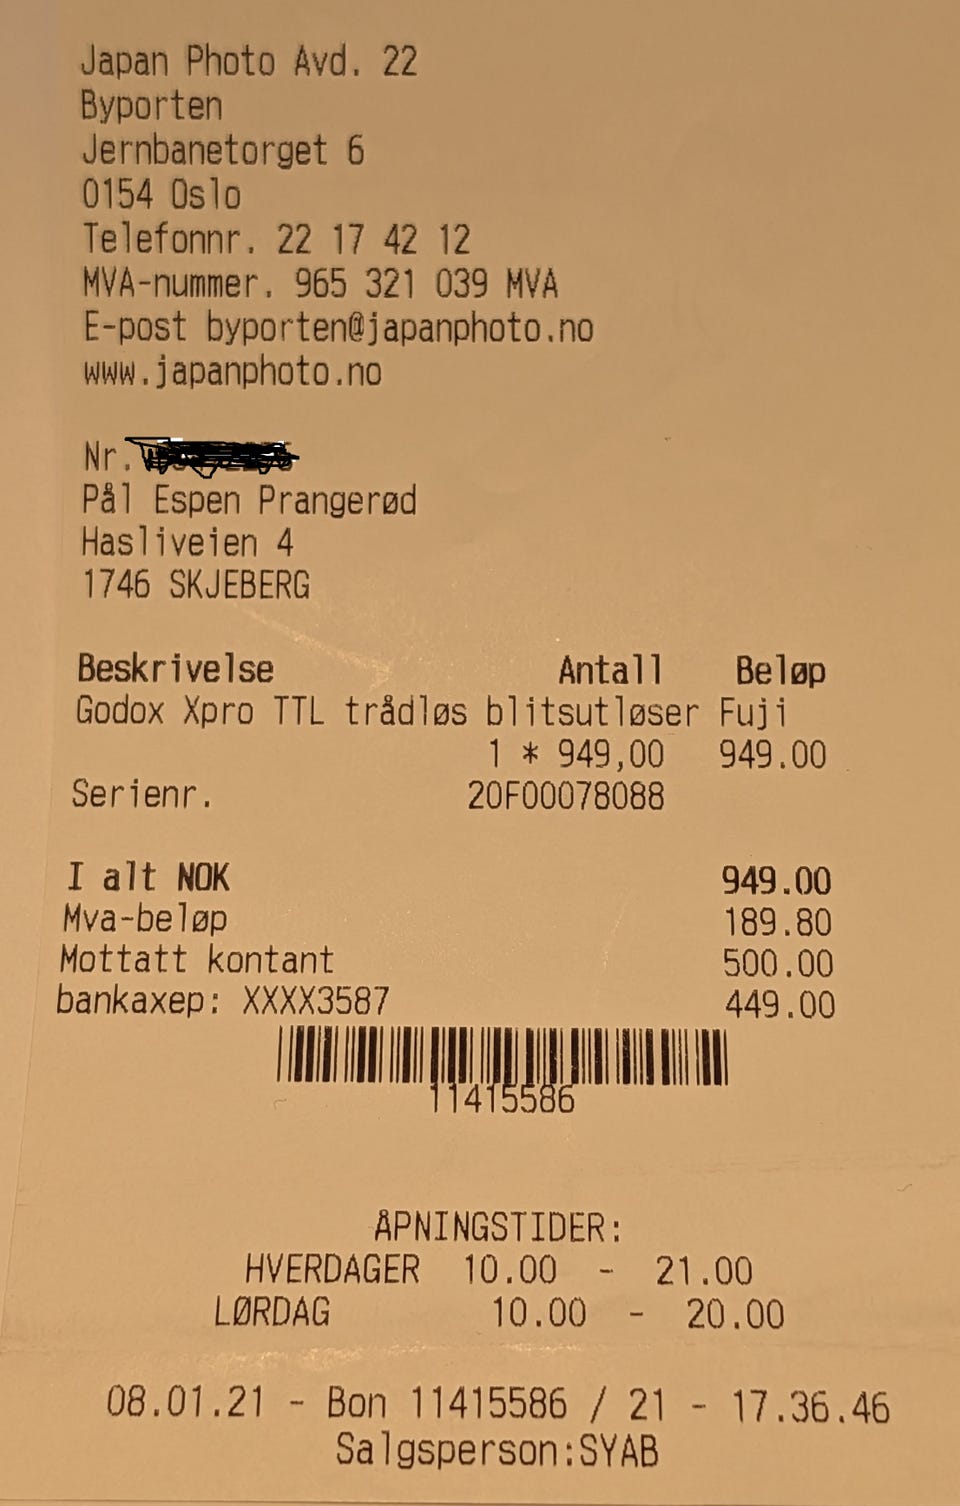 Japan Photo Avd. 22
Byporten
Jernbanetorget 6
0154 Oslo
Telefonnr. 22 17 42 12
MVA-nummer. 965 321 039 MVA
E-post byporten@japanphoto.no
www.japanphoto.no
Nr.
Pål Espen Prangerød
Hasliveien 4
1746 SKJEBERG
Beskrivelse Antall Beløp
Godox Xpro TTL trådløs blitsutløser Fuji
1 * 949,00 949.00
Serienr. 20F00078088
I alt NOK 949.00
Mva-beløp 189.80
Mottatt kontant 500.00
bankaxep: XXXX3587 449.00
11415586
ÅPNINGSTIDER:
HVERDAGER 10.00 - 21.00
LØRDAG 10.00 - 20.00
08.01.21 - Bon 11415586 / 21 - 17.36.46
Salgsperson:SYAB